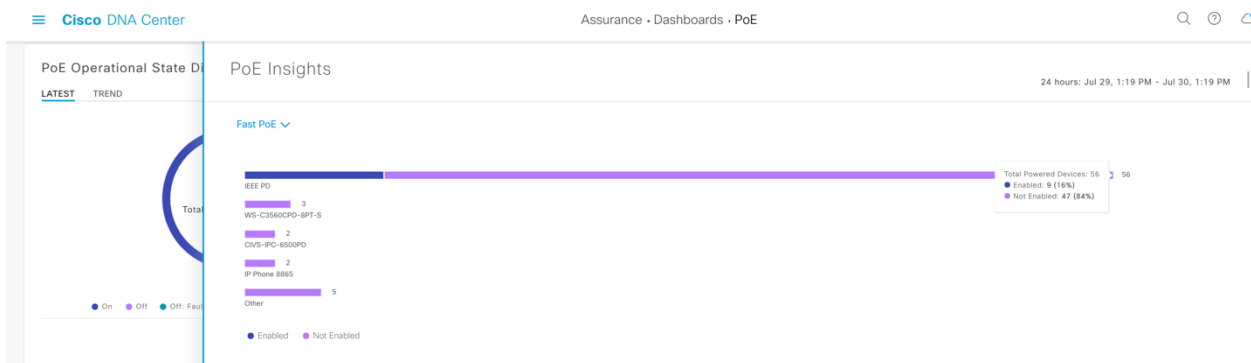 Cisco DNA Center
Assurance • Dashboards › PoE
PoE Operational State Di
LATEST TREND
Total
On Off Off: Faul
PoE Insights
24 hours: Jul 29, 1:19 PM - Jul 30, 1:19 PM
Fast PoE
56
IEEE PD
Total Powered Devices: 56
Enabled: 9 (16%)
Not Enabled: 47 (84%)
3
WS-C3560CPD-8PT-S
2
CIVS-IPC-6500PD
2
IP Phone 8865
5
Other
Enabled Not Enabled